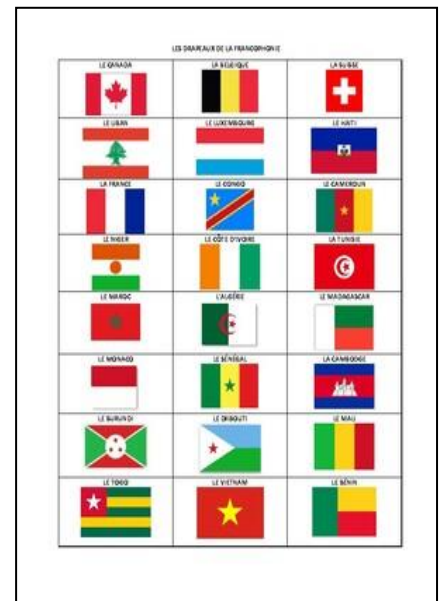 LES DRAPEAUX DE LA FRANCOPHONIE
LE CANADA LA BELGIQUE LA SUISSE
LE LIBAN LE LUXEMBOURG LE HAITI
LA FRANCE LE CONGO LE CAMEROUN
LE NIGER LE CÔTE D'IVOIRE LA TUNISIE
LE MAROC L'ALGÉRIE LE MADAGASCAR
LE MONACO LE SÉNÉGAL LA CAMBODGE
LE BURUNDI LE DJIBOUTI LE MALI
LE TOGO LE VIETNAM LE BÉNIN